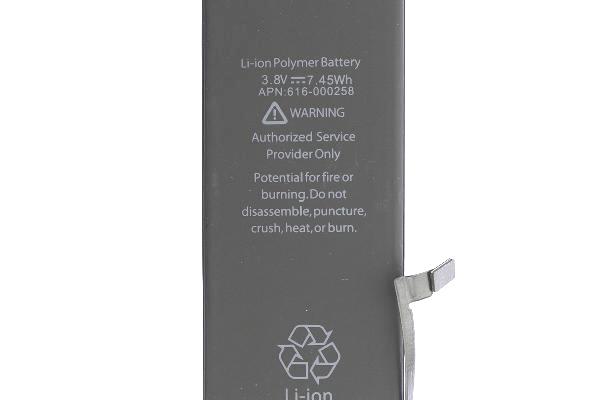 Li-ion Polymer Battery
3.8V⎓7.45Wh
APN:616-000258
WARNING
Authorized Service
Provider Only
Potential for fire or
burning.Do not
disassemble,puncture,
crush,heat,or burn.
Li-ion